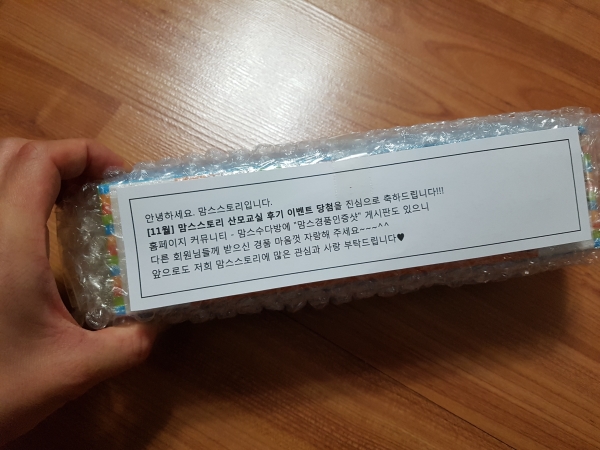 안녕하세요. 맘스스토리입니다.
[11월] 맘스스토리 산모교실 후기 이벤트 당첨을 진심으로 축하드립니다!!!
홈페이지 커뮤니티 - 맘스수다방에 "맘스경품인증샷" 게시판도 있으니
다른 회원님들께 받으신 경품 마음껏 자랑해 주세요~~~^^
앞으로도 저희 맘스스토리에 많은 관심과 사랑 부탁드립니다♥